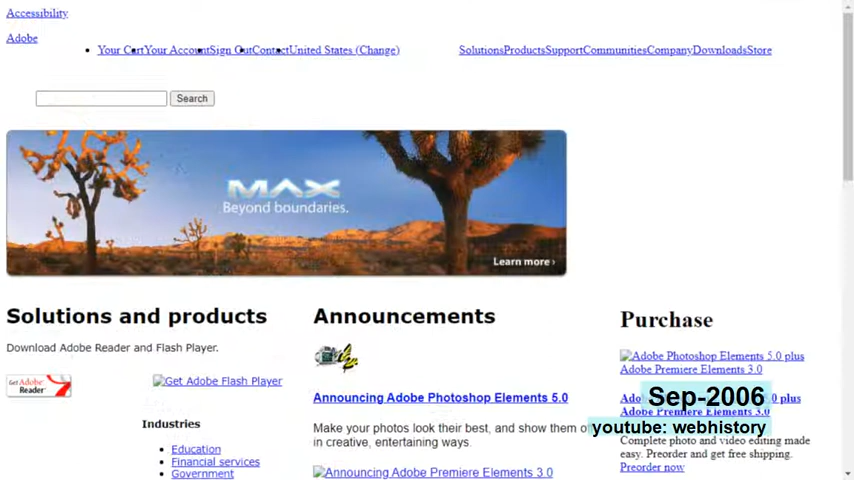 Accessibility
Adobe
Your Cart Your Account Sign Out Contact United States (Change)
Solutions Products Support Communities Company Downloads Store
Search
MAX
Beyond boundaries.
Learn more ›
Solutions and products
Download Adobe Reader and Flash Player.
Get Adobe Reader
Get Adobe Flash Player
Industries
Education
Financial services
Government
Announcements
Announcing Adobe Photoshop Elements 5.0
Make your photos look their best, and show them
in creative, entertaining ways.
Announcing Adobe Premiere Elements 3.0
Purchase
Adobe Photoshop Elements 5.0 plus
Adobe Premiere Elements 3.0
5.0 plus
Adobe Premiere Elements 3.0
Complete photo and video editing made
easy. Preorder and get free shipping.
Preorder now
Sep-2006
youtube: webhistory